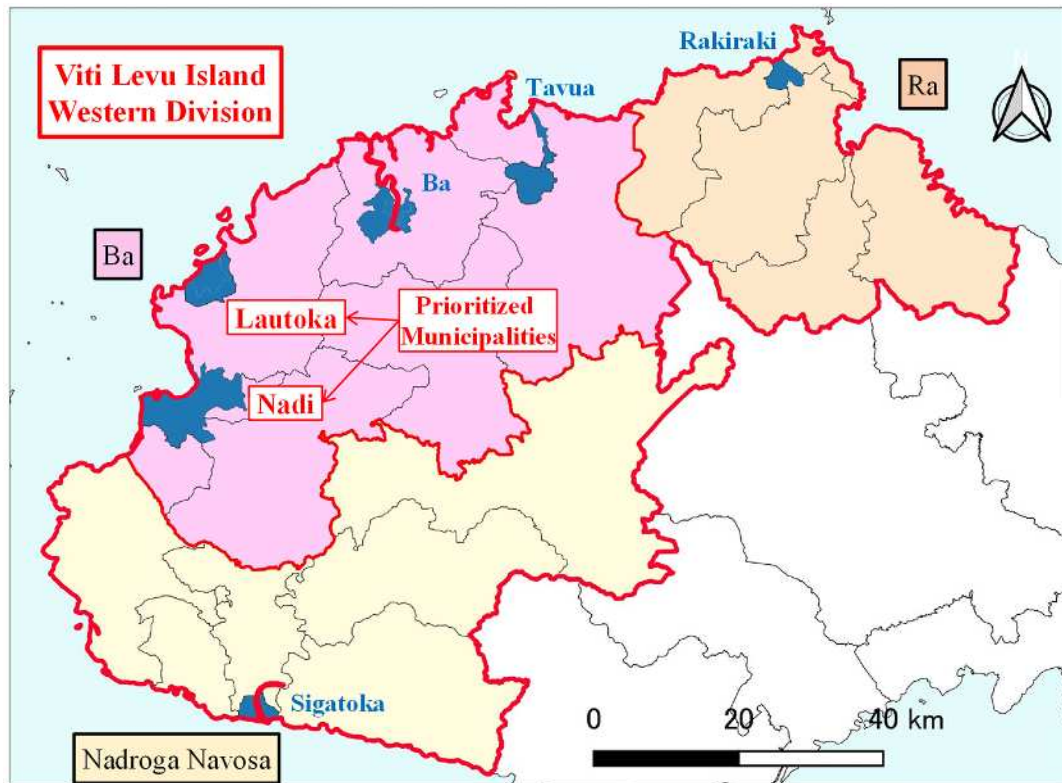 Viti Levu Island
Western Division
Rakiraki
Ra
Tavua
Ba
Ba
Lautoka
Prioritized
Municipalities
Nadi
Sigatoka
0 20 40 km
Nadroga Navosa